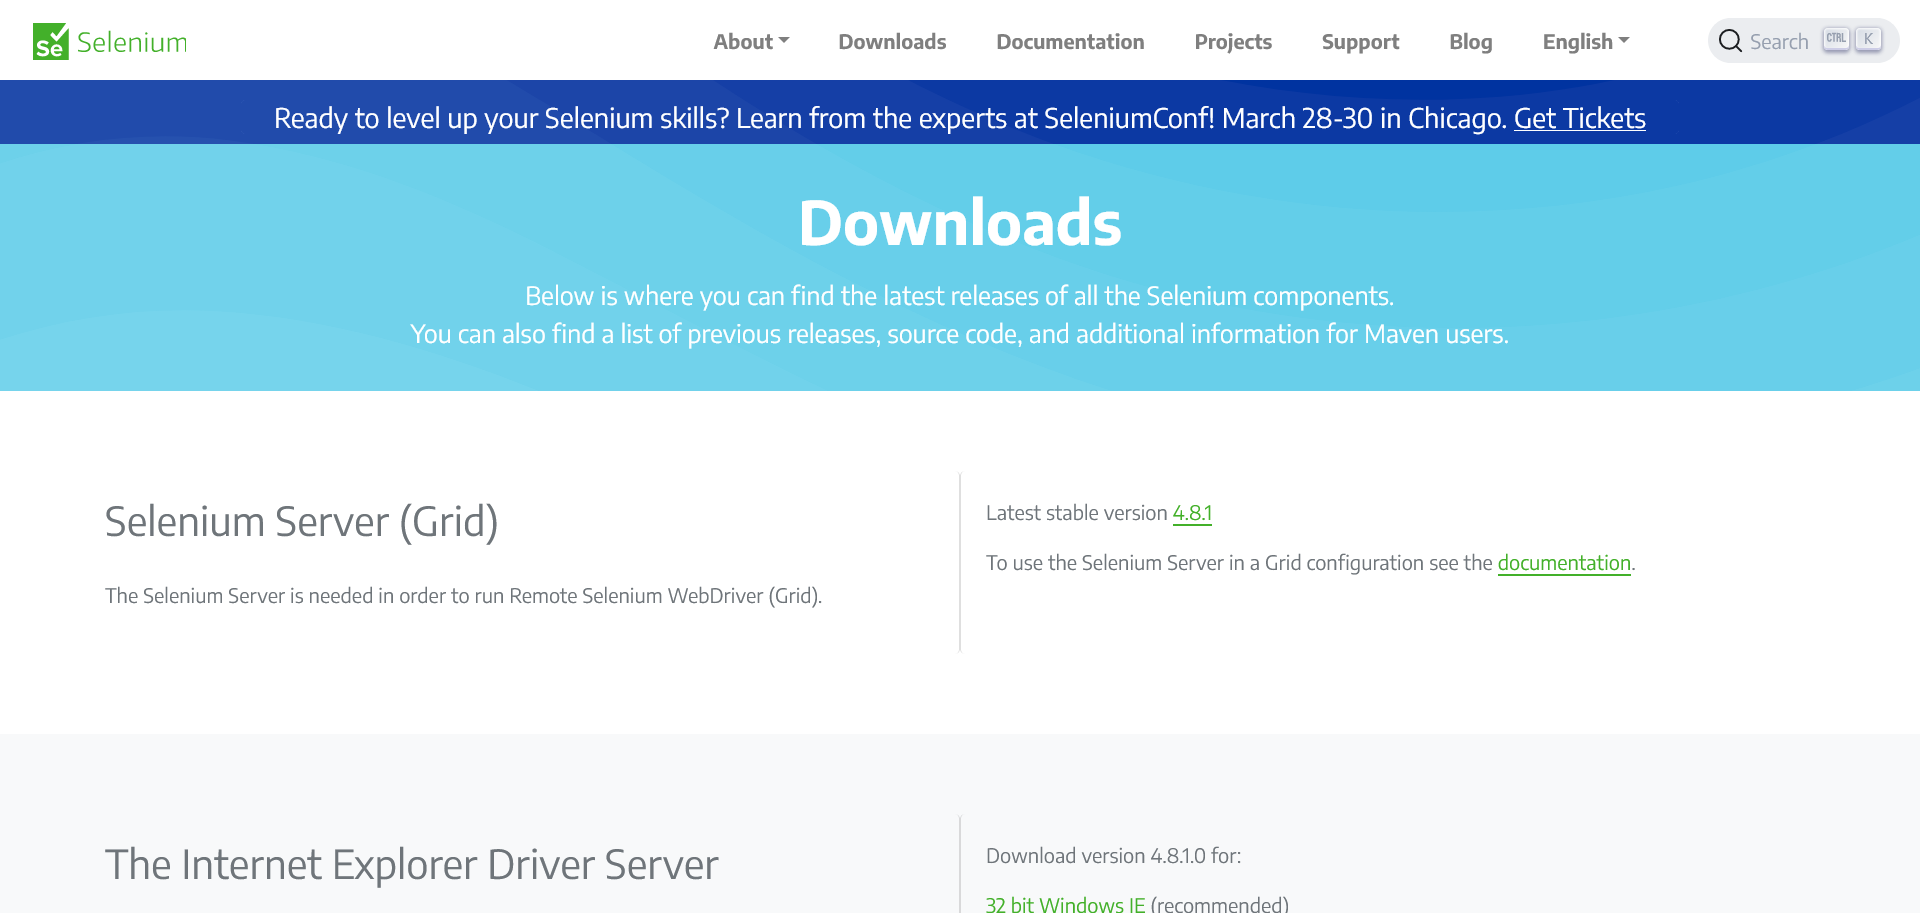 Se Selenium
About Downloads Documentation Projects Support Blog English
Search CTRL K
Ready to level up your Selenium skills? Learn from the experts at SeleniumConf! March 28-30 in Chicago. Get Tickets
Downloads
Below is where you can find the latest releases of all the Selenium components.
You can also find a list of previous releases, source code, and additional information for Maven users.
Selenium Server (Grid)
The Selenium Server is needed in order to run Remote Selenium WebDriver (Grid).
Latest stable version 4.8.1
To use the Selenium Server in a Grid configuration see the documentation.
The Internet Explorer Driver Server
Download version 4.8.1.0 for:
32 bit Windows IE (recommended)